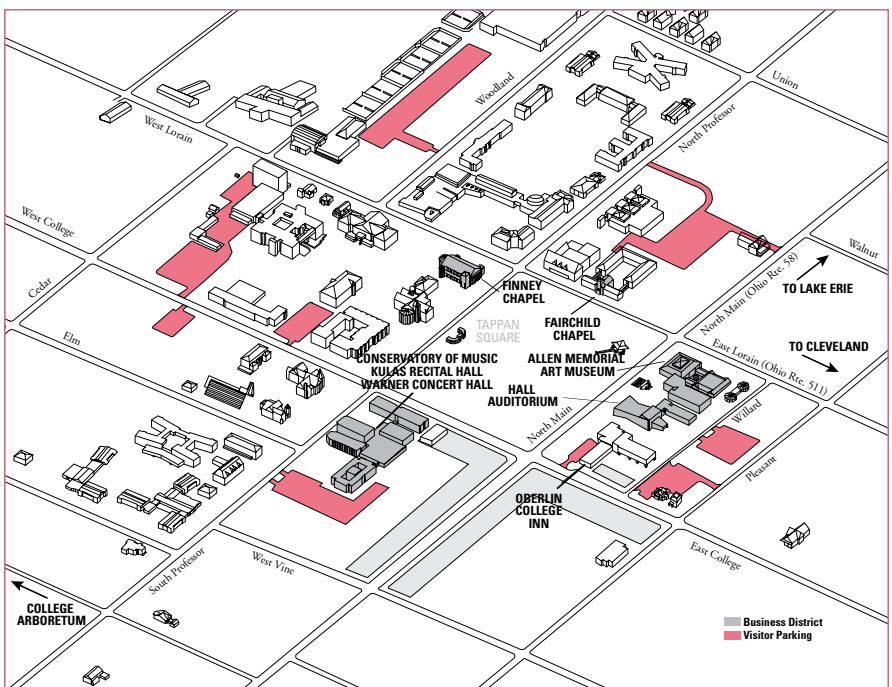 Union
Woodland
West Lorain
North Professor
West College
Walnut
Cedar
FINNEY
CHAPEL
TO LAKE ERIE
North Main (Ohio Rte. 58)
Elm
TAPPAN
SQUARE
FAIRCHILD
CHAPEL
TO CLEVELAND
East Lorain (Ohio Rte. 511)
CONSERVATORY OF MUSIC
KULAS RECITAL HALL
WARNER CONCERT HALL
ALLEN MEMORIAL
ART MUSEUM
HALL
AUDITORIUM
North Main
Willard
Pleasant
OBERLIN
COLLEGE
INN
East College
South Professor
West Vine
COLLEGE
ARBORETUM
Business District
Visitor Parking